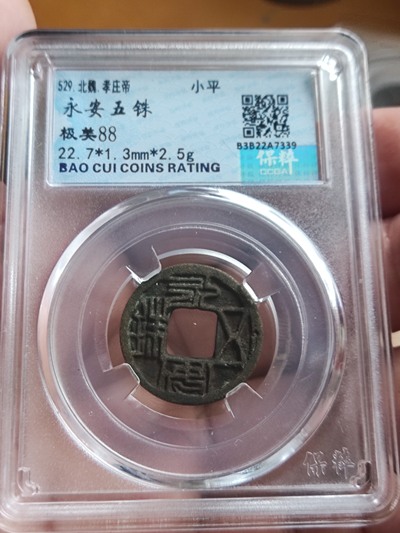 529 北魏 孝庄帝 小平
永安五铢
极美88
22.7*1.3mm*2.5g
BAO CUI COINS RATING
B3B22A7339
保粹
永安五銖
保粹